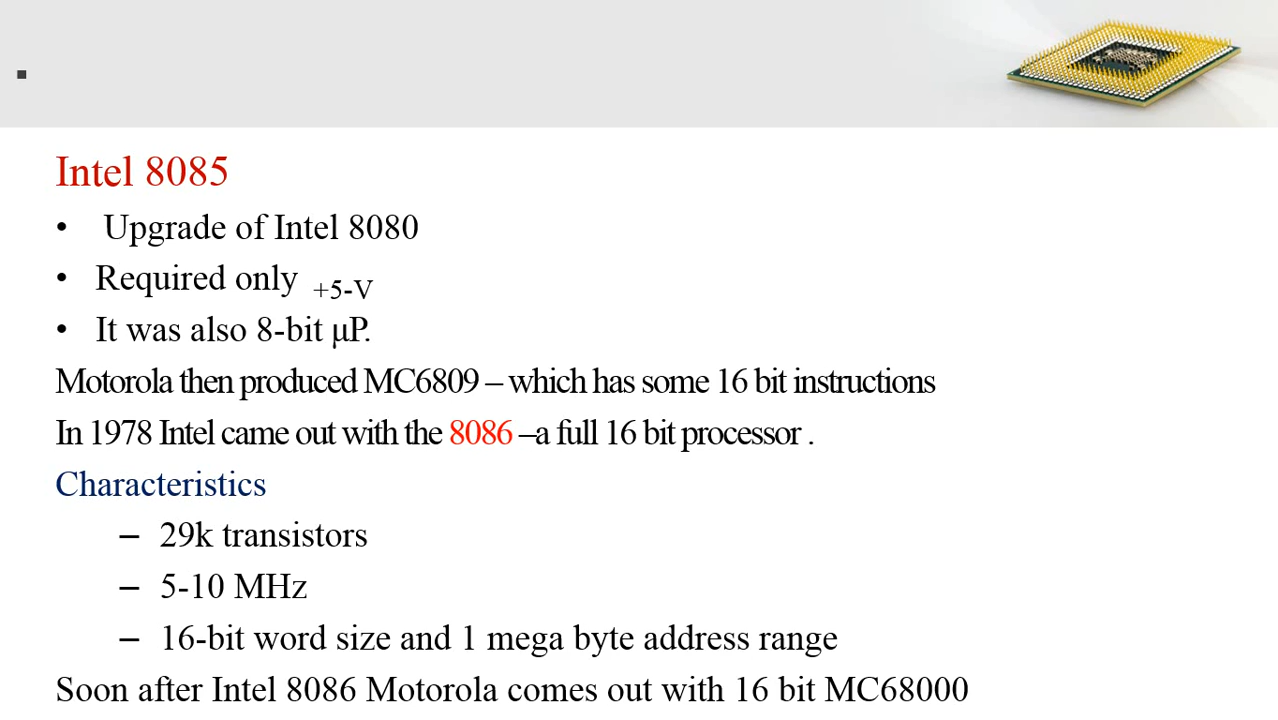 Intel 8085
• Upgrade of Intel 8080
• Required only +5-V
• It was also 8-bit μP.
Motorola then produced MC6809 – which has some 16 bit instructions
In 1978 Intel came out with the 8086 –a full 16 bit processor .
Characteristics
– 29k transistors
– 5-10 MHz
– 16-bit word size and 1 mega byte address range
Soon after Intel 8086 Motorola comes out with 16 bit MC68000